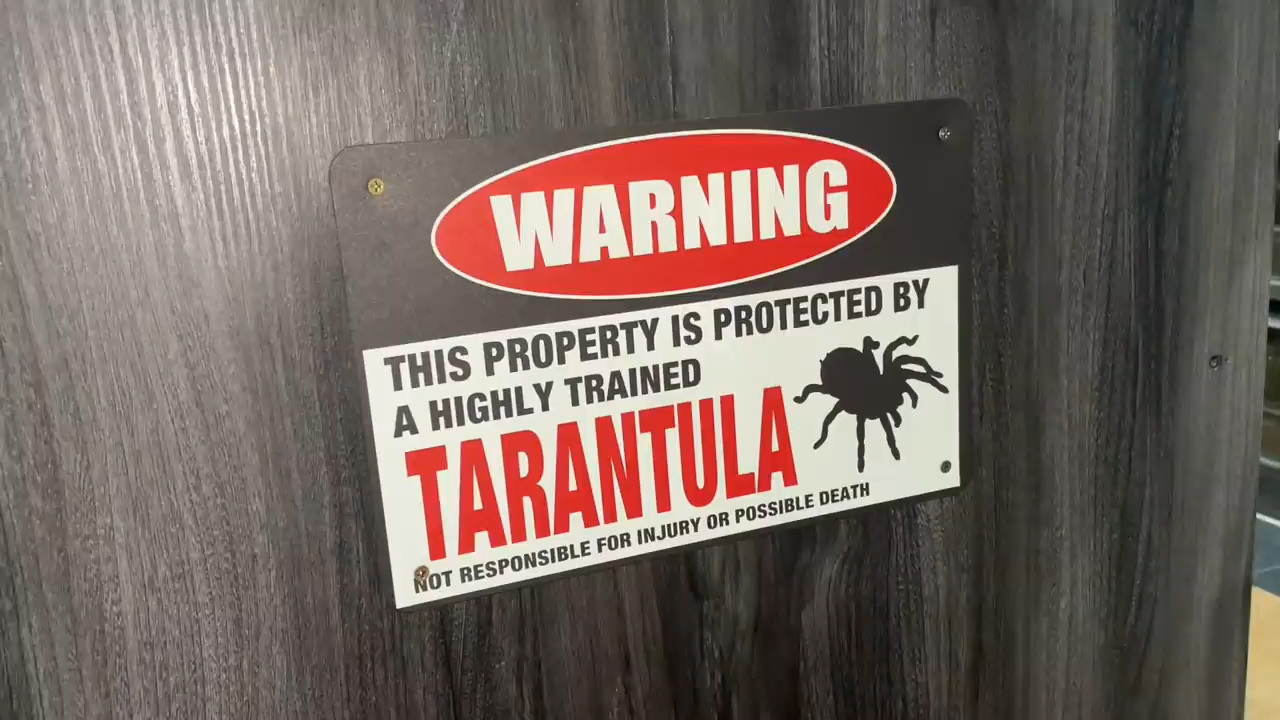 WARNING
THIS PROPERTY IS PROTECTED BY
A HIGHLY TRAINED
TARANTULA
NOT RESPONSIBLE FOR INJURY OR POSSIBLE DEATH